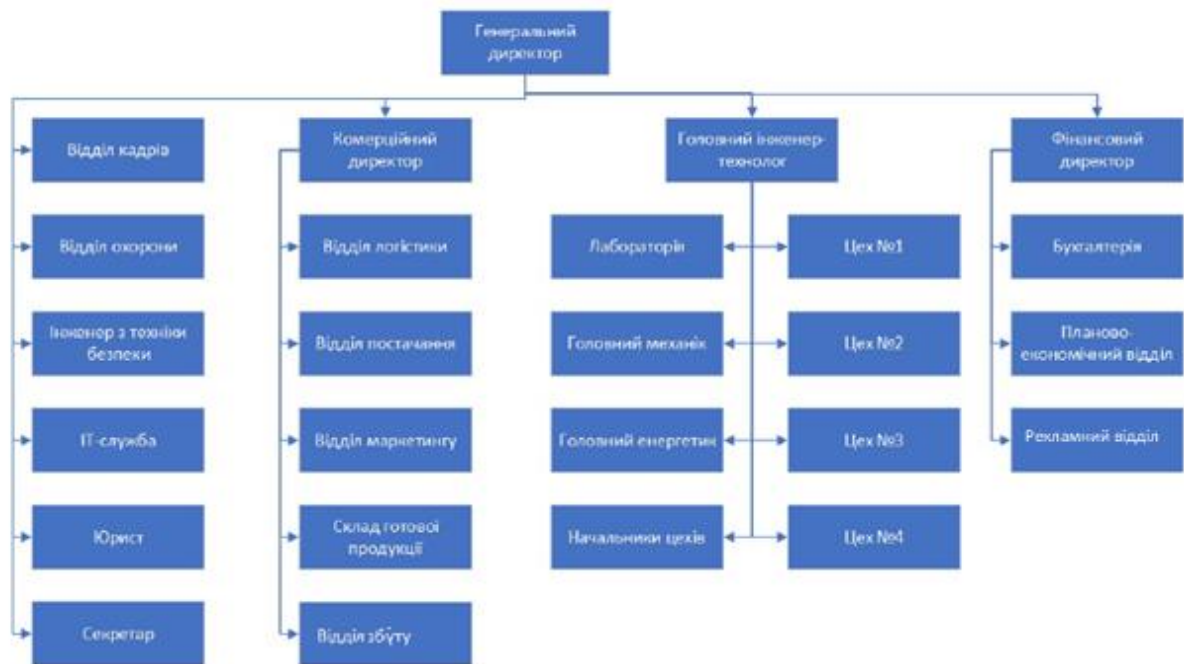 Генеральний
директор
Відділ кадрів
Відділ охорони
Інженер з техніки
безпеки
ІТ-служба
Юрист
Секретар
Комерційний
директор
Відділ логістики
Відділ постачання
Відділ маркетингу
Склад готової
продукції
Відділ збуту
Головний інженер-
технолог
Лабораторія
Головний механік
Головний енергетик
Начальники цехів
Цех №1
Цех №2
Цех №3
Цех №4
Фінансовий
директор
Бухгалтерія
Планово-
економічний відділ
Рекламний відділ